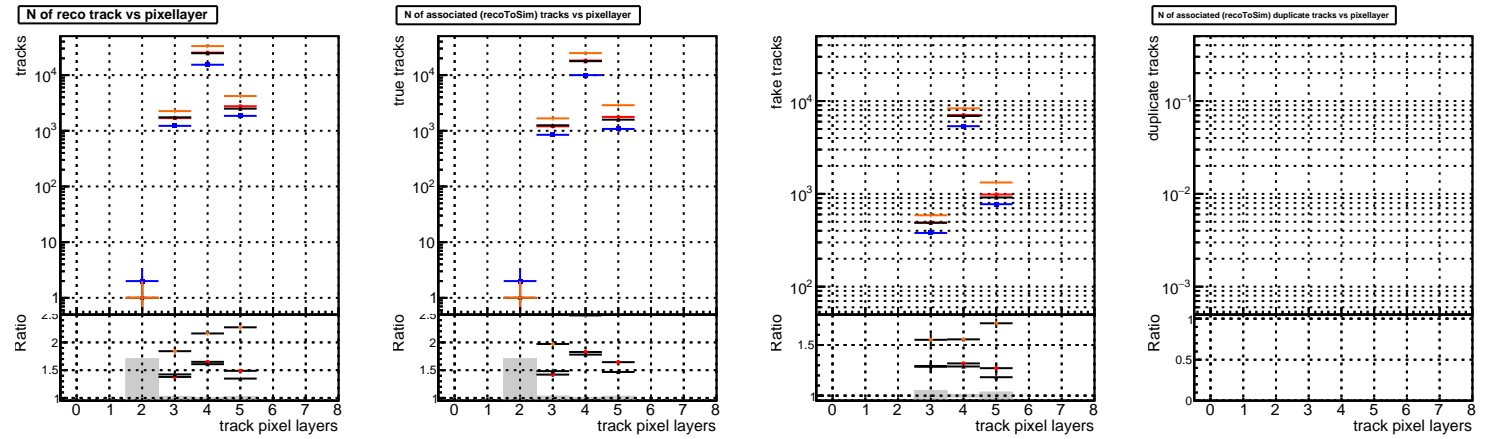 N of reco track vs pixellayer
tracks
10^4
10^3
10^2
10
1
Ratio
2.5
2
1.5
1
0 1 2 3 4 5 6 7 8
track pixel layers
N of associated (recoToSim) tracks vs pixellayer
true tracks
10^4
10^3
10^2
10
1
Ratio
2.5
2
1.5
1
0 1 2 3 4 5 6 7 8
track pixel layers
fake tracks
10^4
10^3
10^2
Ratio
1.5
1
0 1 2 3 4 5 6 7 8
track pixel layers
N of associated (recoToSim) duplicate tracks vs pixellayer
duplicate tracks
10^−1
10^−2
10^−3
Ratio
1
0.5
0
0 1 2 3 4 5 6 7 8
track pixel layers